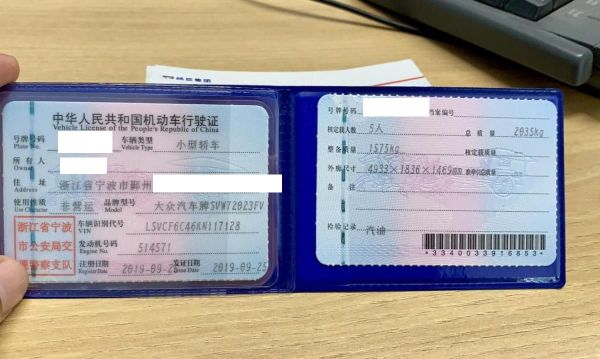 中华人民共和国机动车行驶证
Vehicle License of the People's Republic of China
号牌号码 车辆类型 小型轿车
Plate No. Vehicle Type
所有人
Owner
住址 浙江省宁波市鄞州
Address
使用性质 非营运 品牌型号 大众汽车牌SVW72023FV
Use Character Model
浙江省宁波市公安局交通警察支队
车辆识别代号 LSVCF6C46KN117128
VIN
发动机号码 514571
Engine No.
注册日期 2019-09-25 发证日期 2019-09-25
Register Date Issue Date
号牌号码 档案编号
核定载人数 5人 总质量 2035kg
整备质量 1575kg 核定载质量
外廓尺寸 4933×1836×1469mm 准牵引总质量
备注
检验记录 汽油
*3340033916853*